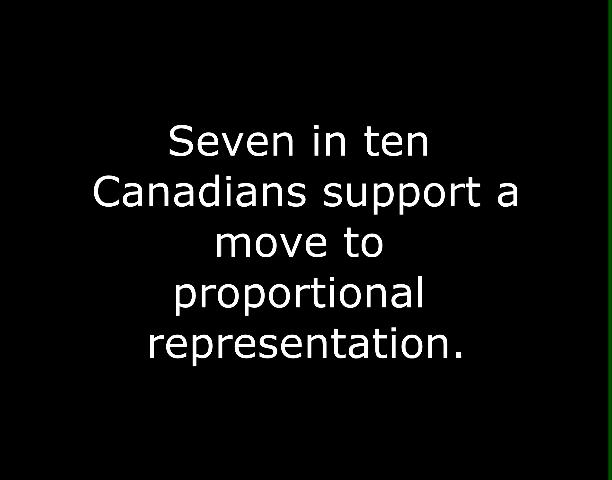 Seven in ten
Canadians support a
move to
proportional
representation.